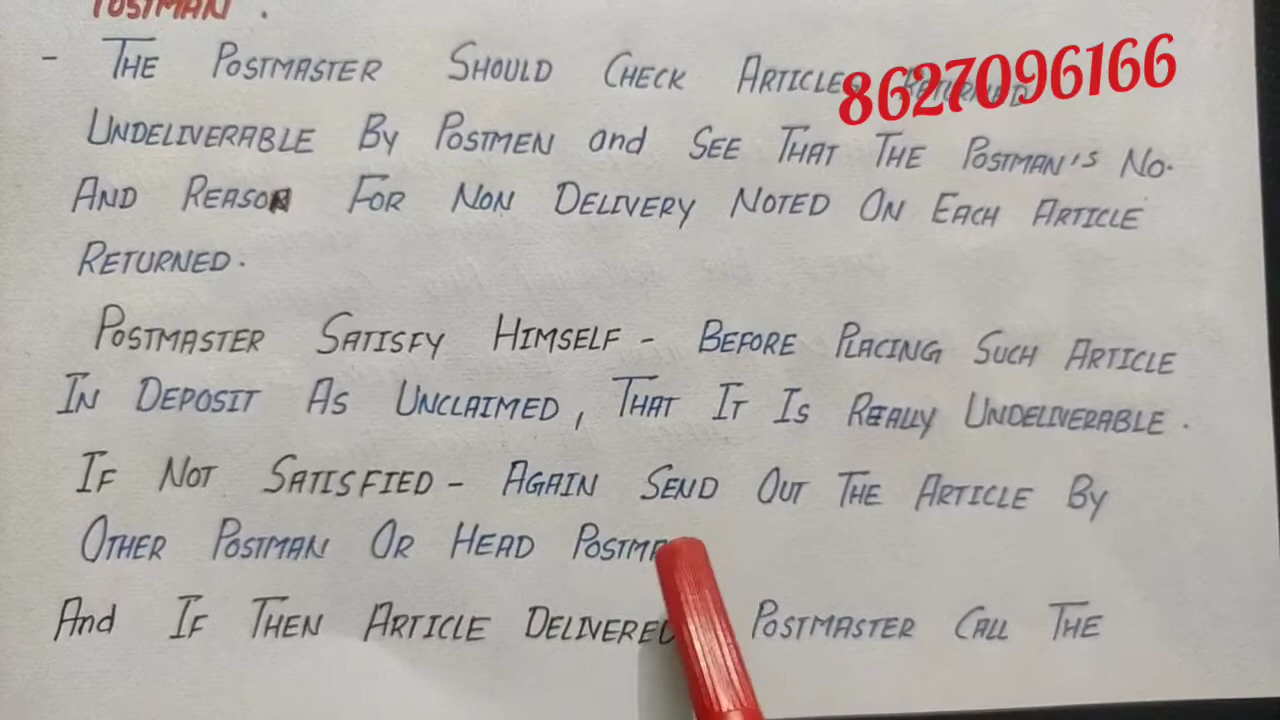 POSTMAN.
- THE POSTMASTER SHOULD CHECK ARTICLES RETURNED
8627096166
UNDELIVERABLE BY POSTMEN and SEE THAT THE POSTMAN'S NO.
AND REASON FOR NON DELIVERY NOTED ON EACH ARTICLE
RETURNED.
POSTMASTER SATISFY HIMSELF - BEFORE PLACING SUCH ARTICLE
IN DEPOSIT AS UNCLAIMED, THAT IT IS REALLY UNDELIVERABLE.
IF NOT SATISFIED - AGAIN SEND OUT THE ARTICLE BY
OTHER POSTMAN OR HEAD
And IF THEN ARTICLE DELIVERED POSTMASTER CALL THE